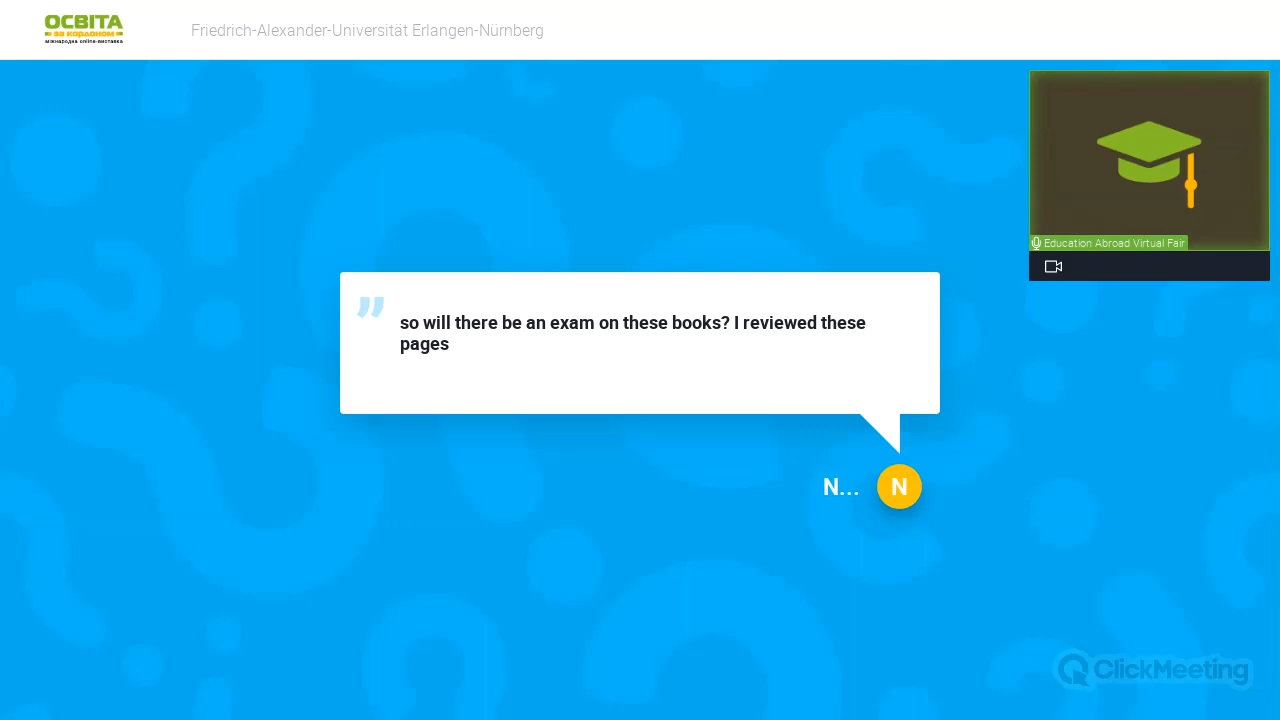 ОСВІТА
ЗА КОРДОНОМ
міжнародна online-виставка
Friedrich-Alexander-Universität Erlangen-Nürnberg
Education Abroad Virtual Fair
so will there be an exam on these books? I reviewed these
pages
N... N
ClickMeeting